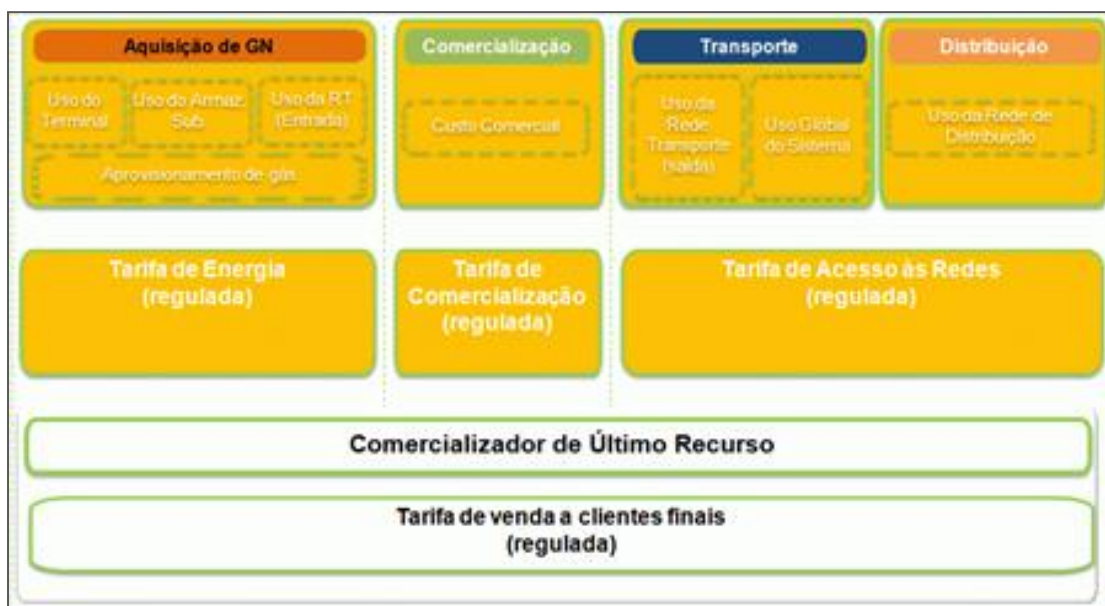 Aquisição de GN
Comercialização
Transporte
Distribuição
Uso do
Terminal
Uso do Armaz.
Sub.
Uso da RT
(Entrada)
Aprovisionamento de gás
Custo Comercial
Uso da
Rede
Transporte
(saída)
Uso Global
do Sistema
Uso da Rede de
Distribuição
Tarifa de Energia
(regulada)
Tarifa de
Comercialização
(regulada)
Tarifa de Acesso às Redes
(regulada)
Comercializador de Último Recurso
Tarifa de venda a clientes finais
(regulada)